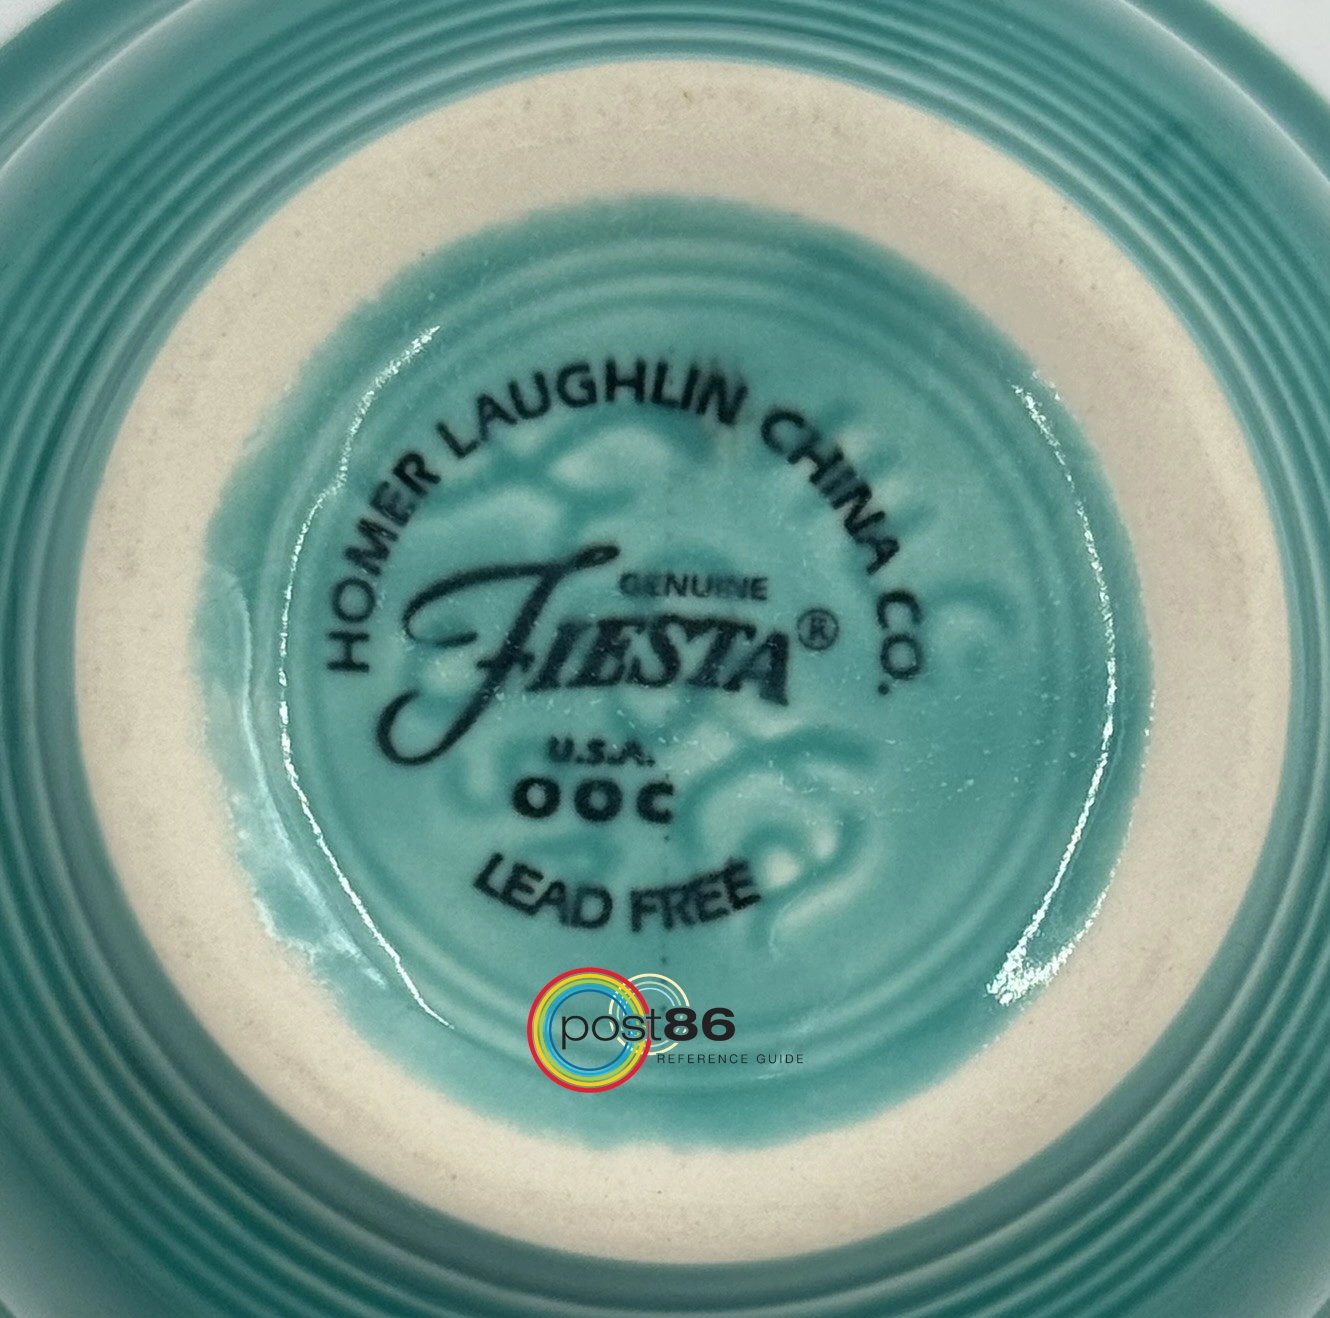 HOMER LAUGHLIN CHINA CO.
GENUINE
FIESTA®
U.S.A.
OOC
LEAD FREE
post86
REFERENCE GUIDE